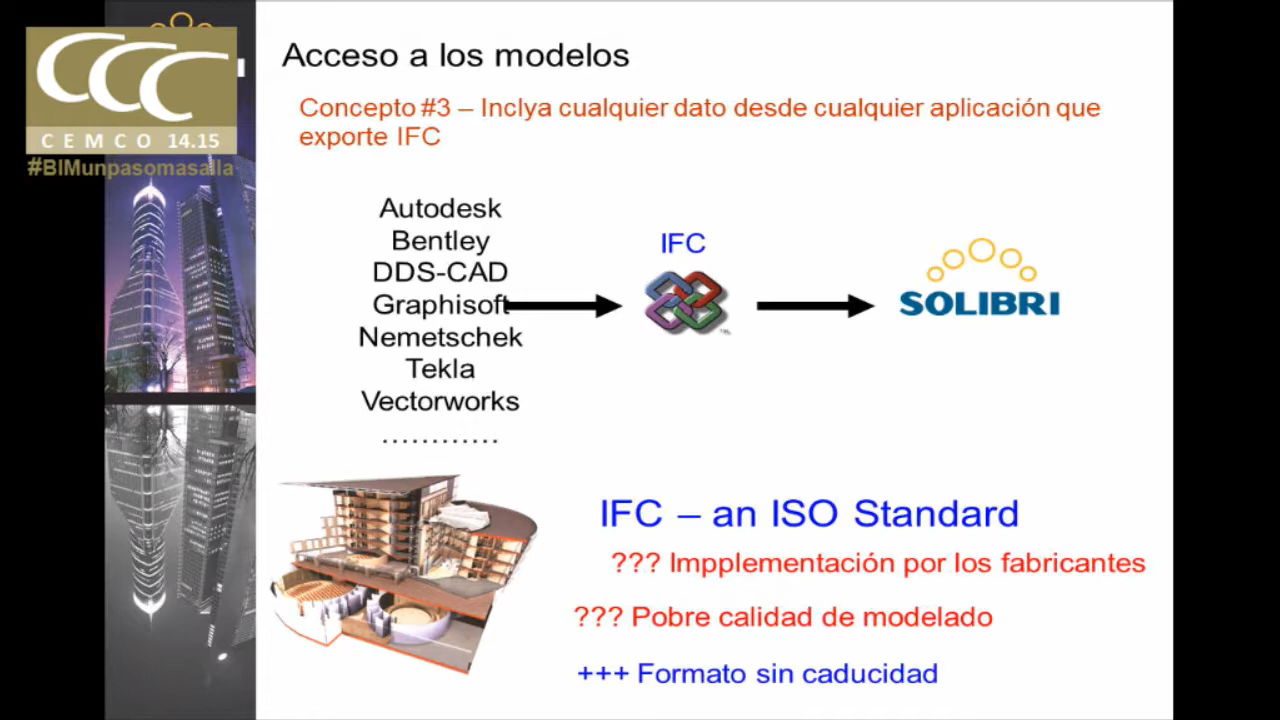 CCC
CEMCO 14.15
#BIMunpasomasalla
Acceso a los modelos
Concepto #3 – Inclya cualquier dato desde cualquier aplicación que
exporte IFC
Autodesk
Bentley
DDS-CAD
Graphisoft
Nemetschek
Tekla
Vectorworks
............
IFC
SOLIBRI
IFC – an ISO Standard
??? Impplementación por los fabricantes
??? Pobre calidad de modelado
+++ Formato sin caducidad